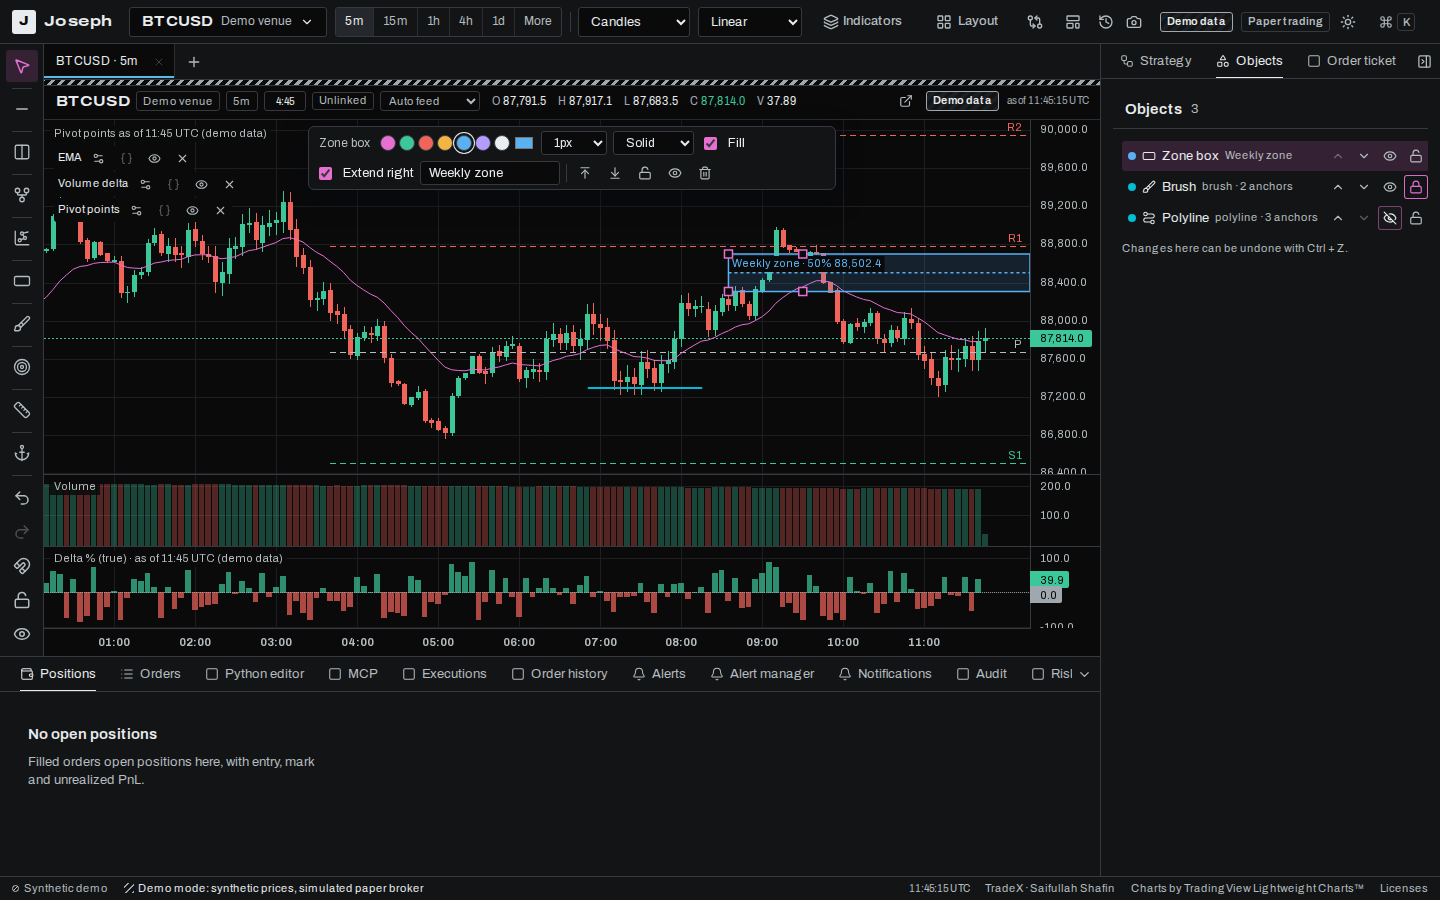 J Joseph BTCUSD Demo venue 5m 15m 1h 4h 1d More Candles Linear Indicators Layout Demo data Paper trading ⌘ K
BTCUSD · 5m
Strategy Objects Order ticket
BTCUSD Demo venue 5m 4:45 Unlinked Auto feed O 87,791.5 H 87,917.1 L 87,683.5 C 87,814.0 V 37.89 Demo data as of 11:45:15 UTC
Objects 3
Pivot points as of 11:45 UTC (demo data)
Zone box 1px Solid Fill
Extend right Weekly zone
EMA { }
Volume delta { }
Pivot points { }
R2
R1
Weekly zone · 50% 88,502.4
P
S1
90,000.0
89,600.0
89,200.0
88,800.0
88,400.0
88,000.0
87,814.0
87,600.0
87,200.0
86,800.0
86,400.0
Zone box Weekly zone
Brush brush · 2 anchors
Polyline polyline · 3 anchors
Changes here can be undone with Ctrl + Z.
Volume
200.0
100.0
Delta % (true) · as of 11:45 UTC (demo data)
100.0
39.9
0.0
-100.0
01:00 02:00 03:00 04:00 05:00 06:00 07:00 08:00 09:00 10:00 11:00
Positions Orders Python editor MCP Executions Order history Alerts Alert manager Notifications Audit
No open positions
Filled orders open positions here, with entry, mark
and unrealized PnL.
Synthetic demo Demo mode: synthetic prices, simulated paper broker 11:45:15 UTC TradeX · Saifullah Shafin Charts by TradingView Lightweight Charts™ Licenses